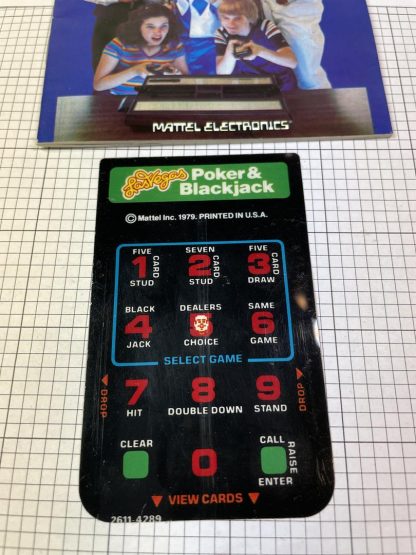 MATTEL ELECTRONICS®
Las Vegas Poker &
Blackjack
© Mattel Inc. 1979. PRINTED IN U.S.A.
FIVE SEVEN FIVE
1 CARD 2 CARD 3 CARD
STUD STUD DRAW
BLACK DEALERS SAME
4 5 6
JACK CHOICE GAME
SELECT GAME
DROP 7 8 9 DROP
HIT DOUBLE DOWN STAND
CLEAR 0 CALL RAISE
ENTER
VIEW CARDS
2611-4289